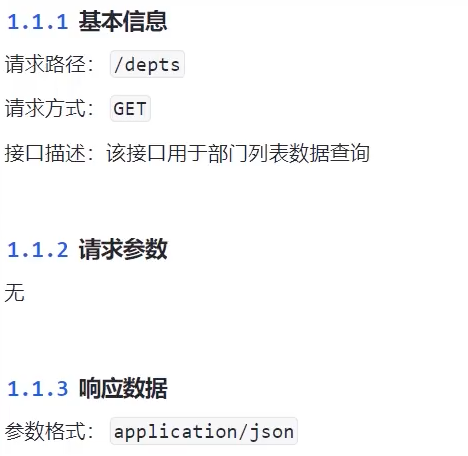 1.1.1 基本信息
请求路径：/depts
请求方式：GET
接口描述：该接口用于部门列表数据查询
1.1.2 请求参数
无
1.1.3 响应数据
参数格式：application/json